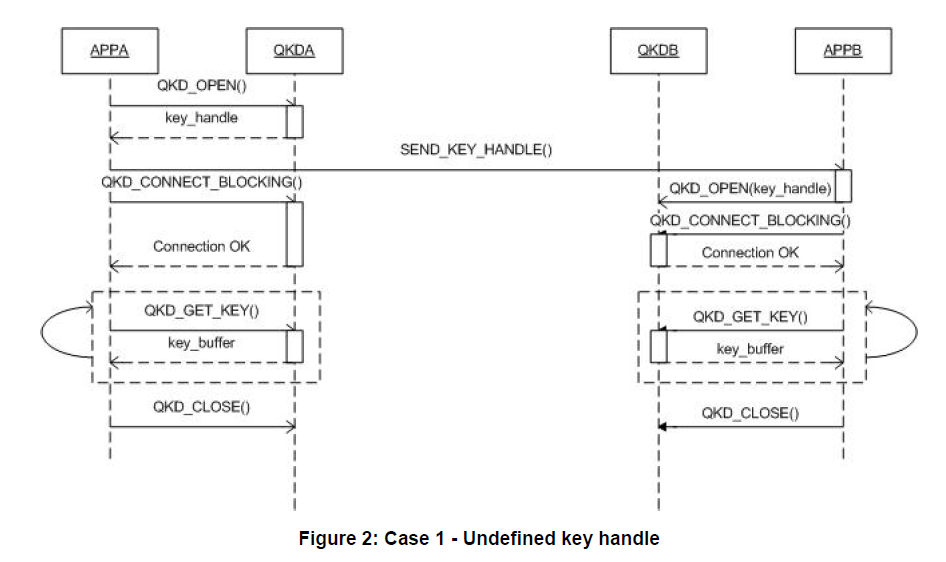 APPA QKDA QKDB APPB
QKD_OPEN()
key_handle
SEND_KEY_HANDLE()
QKD_CONNECT_BLOCKING()
QKD_OPEN(key_handle)
QKD_CONNECT_BLOCKING()
Connection OK
Connection OK
QKD_GET_KEY()
QKD_GET_KEY()
key_buffer
key_buffer
QKD_CLOSE()
QKD_CLOSE()
Figure 2: Case 1 - Undefined key handle